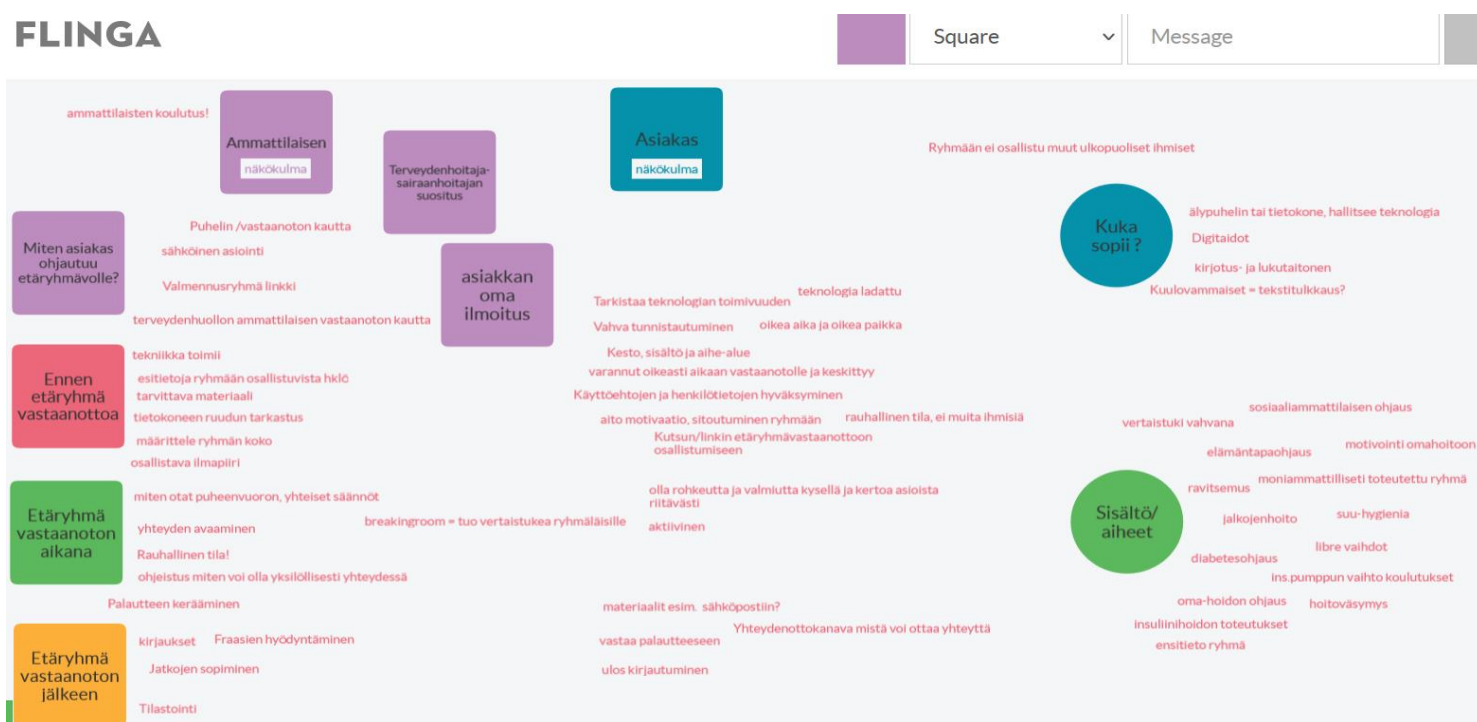 FLINGA
Square
Message
ammattilaisten koulutus!
Ammattilaisen
näkökulma
Terveydenhoitaja-
sairaanhoitajan
suositus
Asiakas
näkökulma
Ryhmään ei osallistu muut ulkopuoliset ihmiset
Miten asiakas
ohjautuu
etäryhmävolle?
Puhelin /vastaanoton kautta
sähköinen asiointi
Valmennusryhmä linkki
terveydenhuollon ammattilaisen vastaanoton kautta
asiakkan
oma
ilmoitus
Kuka
sopii ?
älypuhelin tai tietokone, hallitsee teknologia
Digitaidot
kirjotus- ja lukutaitonen
Kuulovammaiset = tekstitulkkaus?
teknologia ladattu
Tarkistaa teknologian toimivuuden
Vahva tunnistautuminen
oikea aika ja oikea paikka
Kesto, sisältö ja aihe-alue
varannut oikeasti aikaan vastaanotolle ja keskittyy
Käyttöehtojen ja henkilötietojen hyväksyminen
aito motivaatio, sitoutuminen ryhmään
rauhallinen tila, ei muita ihmisiä
Kutsun/linkin etäryhmävastaanottoon
osallistumiseen
Ennen
etäryhmä
vastaanottoa
tekniikka toimii
esitietoja ryhmään osallistuvista hklö
tarvittava materiaali
tietokoneen ruudun tarkastus
määrittele ryhmän koko
osallistava ilmapiiri
Etäryhmä
vastaanoton
aikana
miten otat puheenvuoron, yhteiset säännöt
yhteyden avaaminen
breakingroom = tuo vertaistukea ryhmäläisille
Rauhallinen tila!
ohjeistus miten voi olla yksilöllisesti yhteydessä
olla rohkeutta ja valmiutta kysellä ja kertoa asioista
riitävästi
aktiivinen
Sisältö/
aiheet
sosiaaliammattilaisen ohjaus
vertaistuki vahvana
motivointi omahoitoon
elämäntapaohjaus
moniammatilliseti toteutettu ryhmä
ravitsemus
suu-hygienia
jalkojenhoito
libre vaihdot
diabetesohjaus
ins.pumppun vaihto koulutukset
oma-hoidon ohjaus
hoitoväsymys
insuliinihoidon toteutukset
ensitieto ryhmä
Palautteen kerääminen
Etäryhmä
vastaanoton
jälkeen
kirjaukset
Fraasien hyödyntäminen
Jatkojen sopiminen
Tilastointi
materiaalit esim. sähköpostiin?
Yhteydenottokanava mistä voi ottaa yhteyttä
vastaa palautteeseen
ulos kirjautuminen